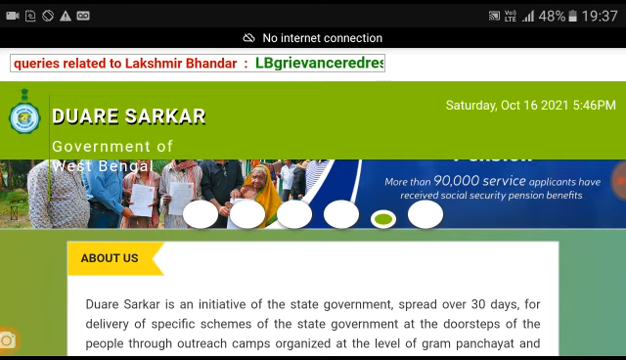 48% 19:37
No internet connection
queries related to Lakshmir Bhandar : LBgrievanceredres
DUARE SARKAR
Saturday, Oct 16 2021 5:46PM
Government of
West Bengal
More than 90,000 service applicants have
received social security pension benefits
ABOUT US
Duare Sarkar is an initiative of the state government, spread over 30 days, for
delivery of specific schemes of the state government at the doorsteps of the
people through outreach camps organized at the level of gram panchayat and